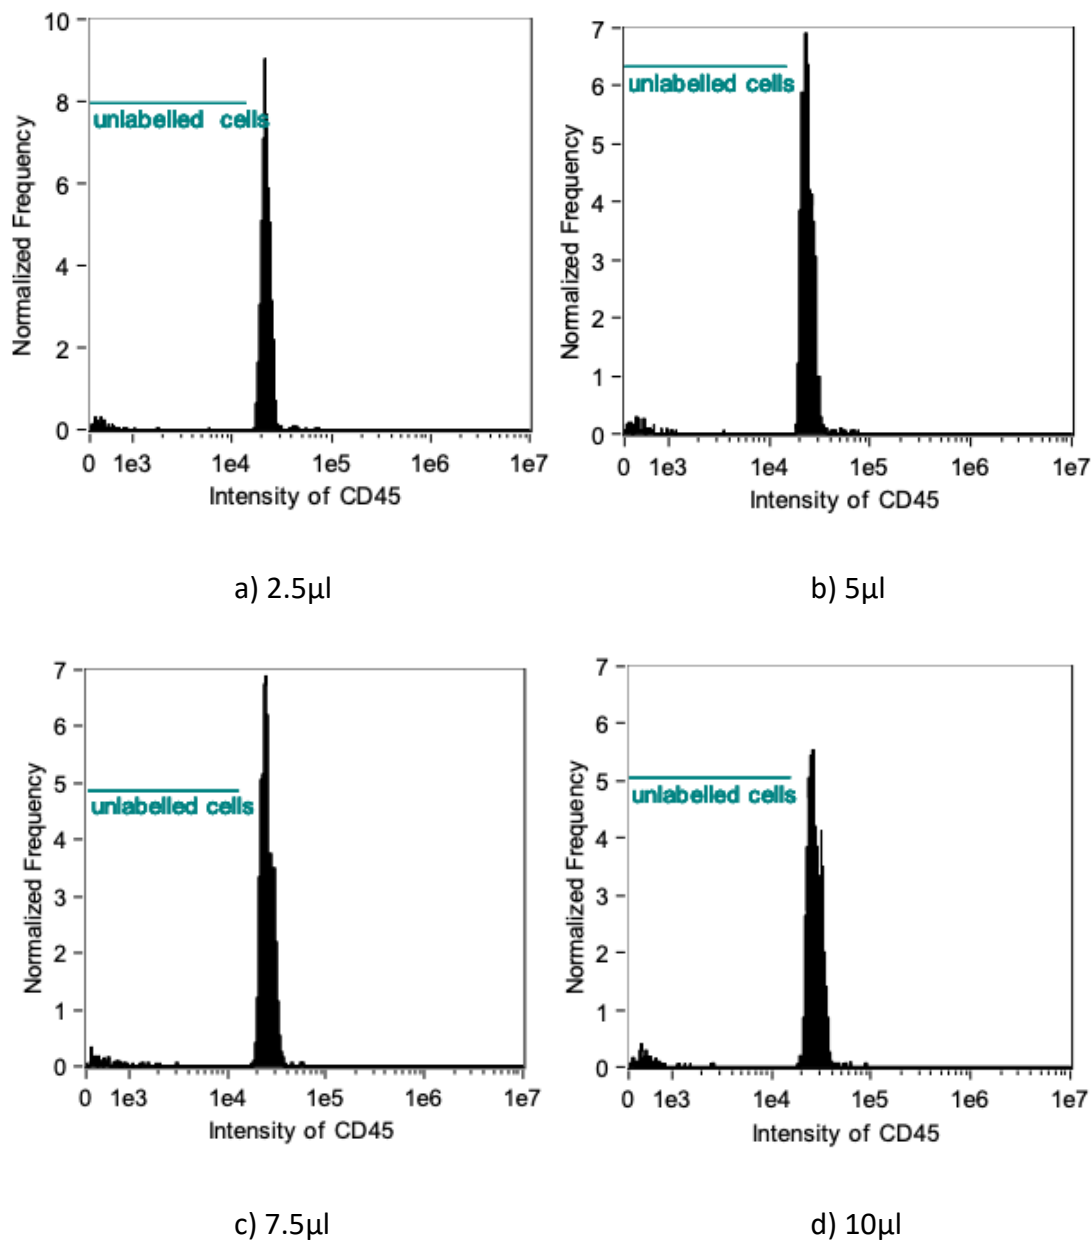 10
8
6
4
2
0
Normalized Frequency
unlabelled cells
0 1e3 1e4 1e5 1e6 1e7
Intensity of CD45
a) 2.5µl
7
6
5
4
3
2
1
0
Normalized Frequency
unlabelled cells
0 1e3 1e4 1e5 1e6 1e7
Intensity of CD45
b) 5µl
7
6
5
4
3
2
1
0
Normalized Frequency
unlabelled cells
0 1e3 1e4 1e5 1e6 1e7
Intensity of CD45
c) 7.5µl
7
6
5
4
3
2
1
0
Normalized Frequency
unlabelled cells
0 1e3 1e4 1e5 1e6 1e7
Intensity of CD45
d) 10µl